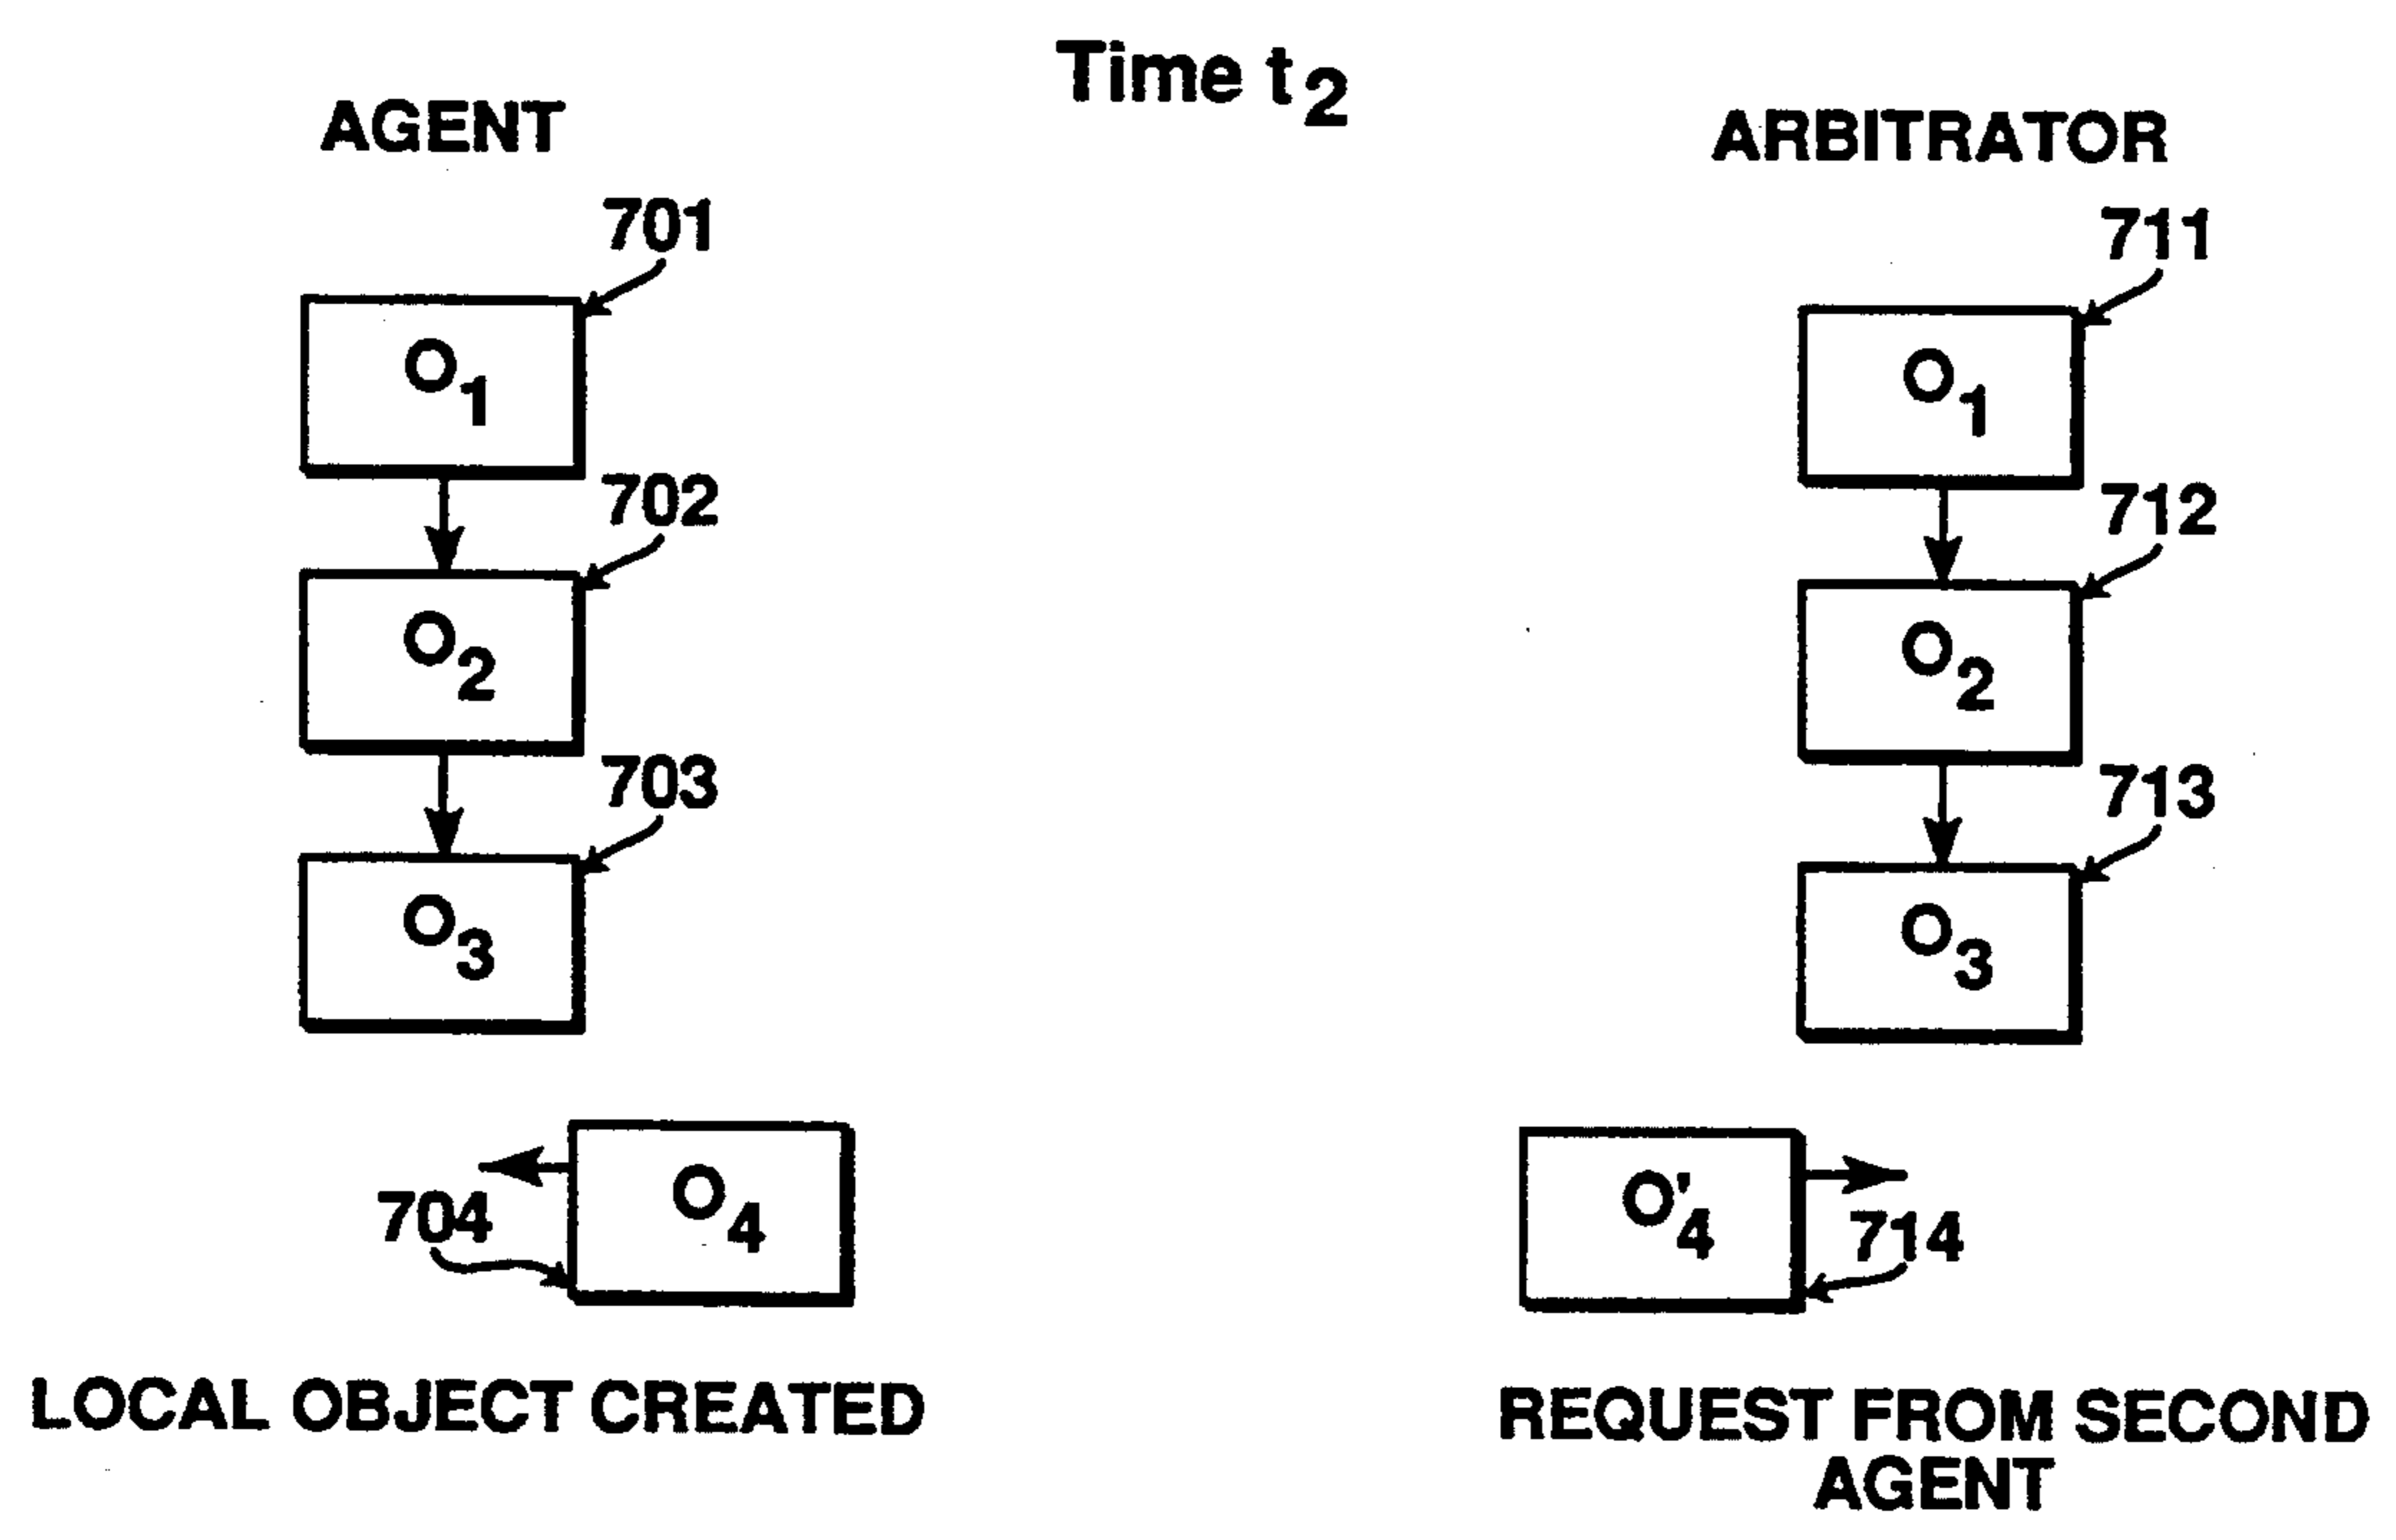 Time t2
AGENT
ARBITRATOR
701
O1
702
O2
703
O3
704
O4
LOCAL OBJECT CREATED
711
O1
712
O2
713
O3
O'4
714
REQUEST FROM SECOND
AGENT